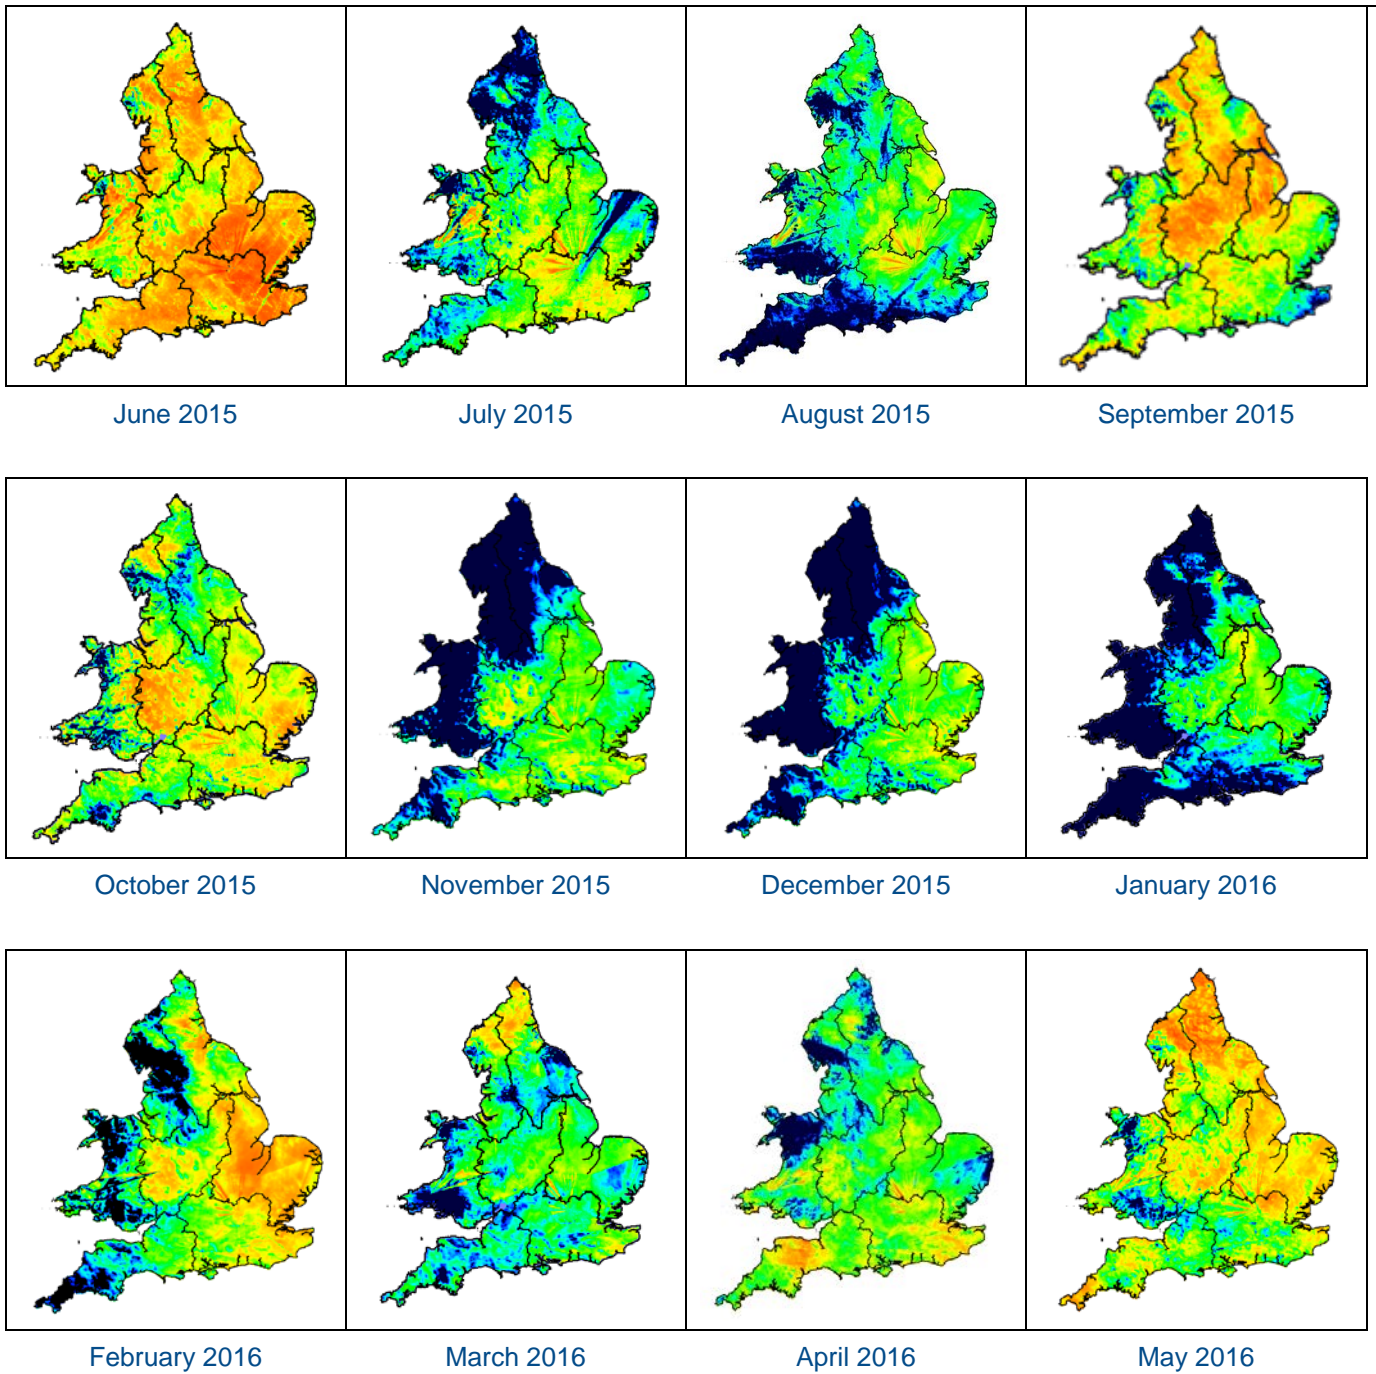 June 2015
July 2015
August 2015
September 2015
October 2015
November 2015
December 2015
January 2016
February 2016
March 2016
April 2016
May 2016